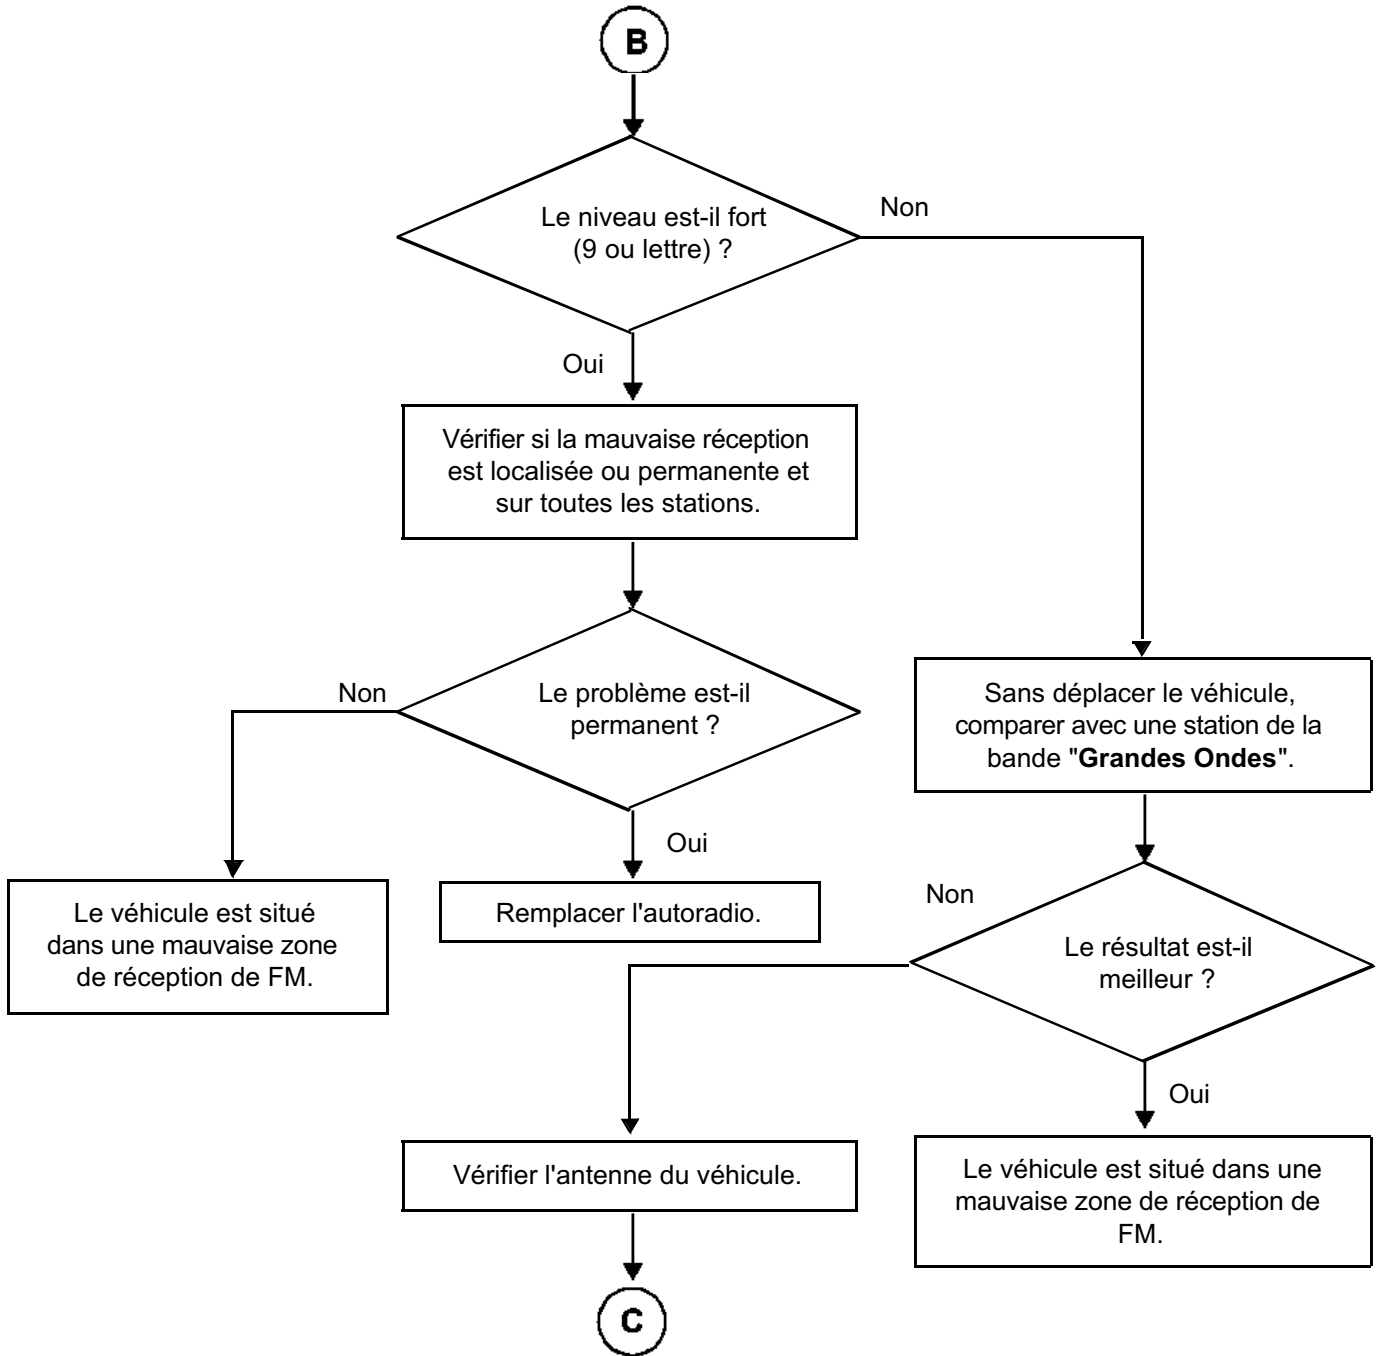 B
Le niveau est-il fort
(9 ou lettre) ?
Non
Oui
Vérifier si la mauvaise réception
est localisée ou permanente et
sur toutes les stations.
Non
Le problème est-il
permanent ?
Sans déplacer le véhicule,
comparer avec une station de la
bande "Grandes Ondes".
Oui
Le véhicule est situé
dans une mauvaise zone
de réception de FM.
Remplacer l'autoradio.
Non
Le résultat est-il
meilleur ?
Oui
Vérifier l'antenne du véhicule.
Le véhicule est situé dans une
mauvaise zone de réception de
FM.
C